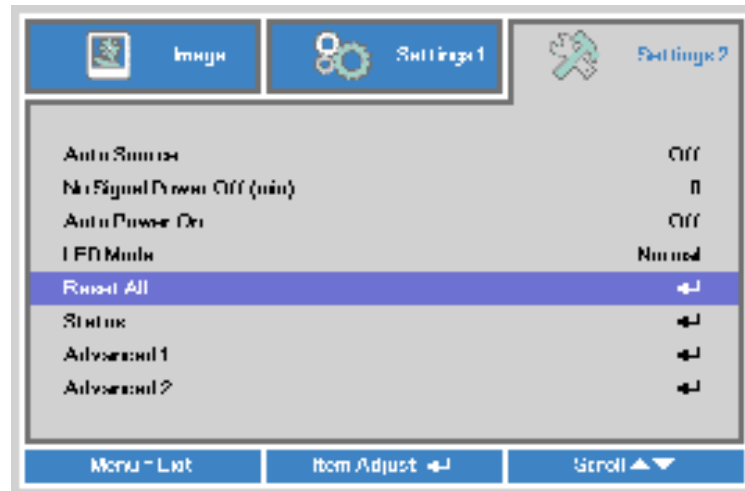 Image
Settings 1
Settings 2
Auto Source Off
No Signal Power Off (min) 0
Auto Power On Off
LED Mode Normal
Reset All
Status
Advanced 1
Advanced 2
Menu = Exit
Item Adjust
Scroll ▲▼